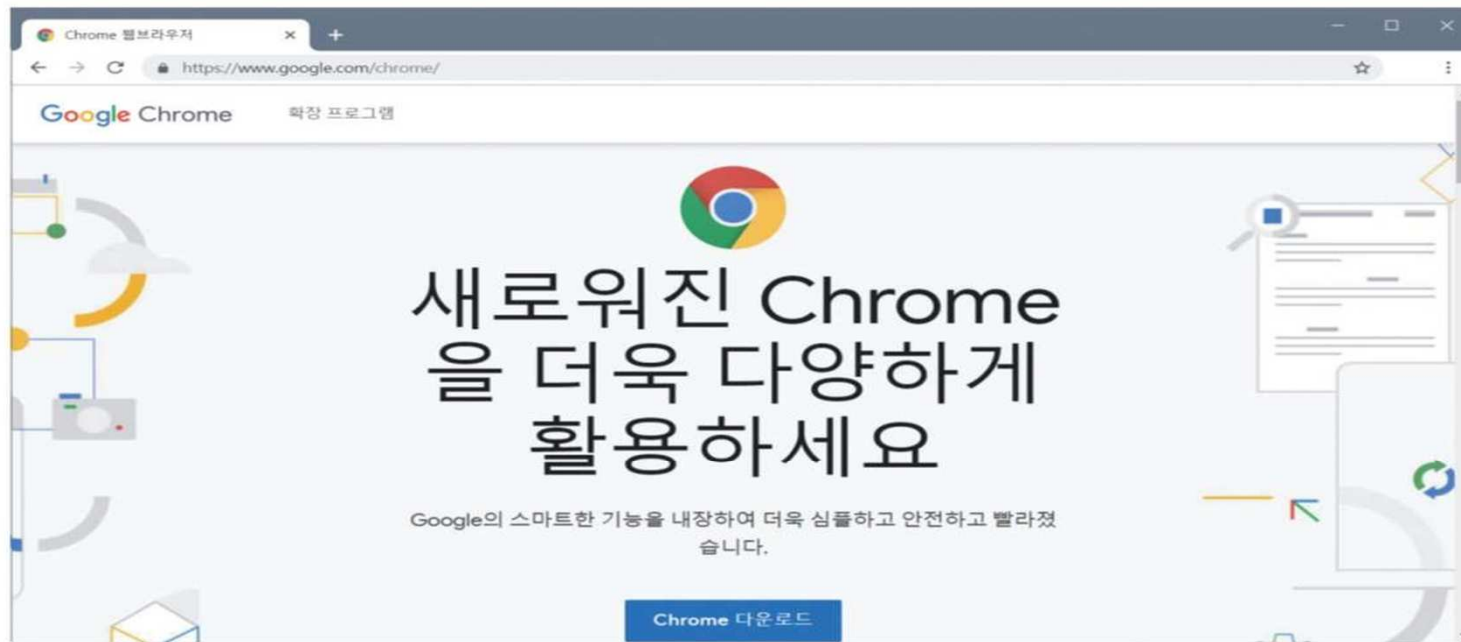 Chrome 웹브라우저
https://www.google.com/chrome/
Google Chrome 확장 프로그램
새로워진 Chrome
을 더욱 다양하게
활용하세요
Google의 스마트한 기능을 내장하여 더욱 심플하고 안전하고 빨라졌
습니다.
Chrome 다운로드